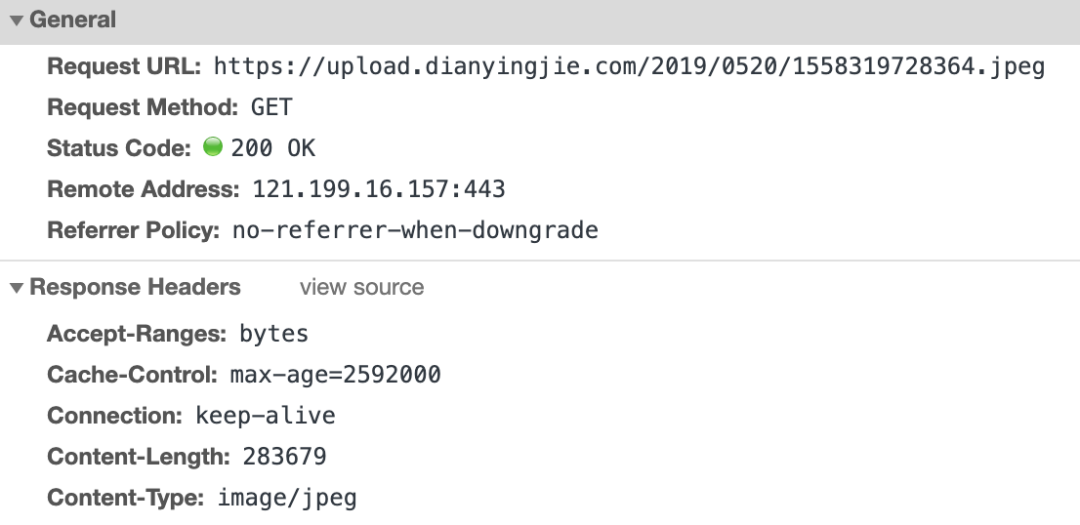 General
Request URL: https://upload.dianyingjie.com/2019/0520/1558319728364.jpeg
Request Method: GET
Status Code: 200 OK
Remote Address: 121.199.16.157:443
Referrer Policy: no-referrer-when-downgrade
Response Headers view source
Accept-Ranges: bytes
Cache-Control: max-age=2592000
Connection: keep-alive
Content-Length: 283679
Content-Type: image/jpeg